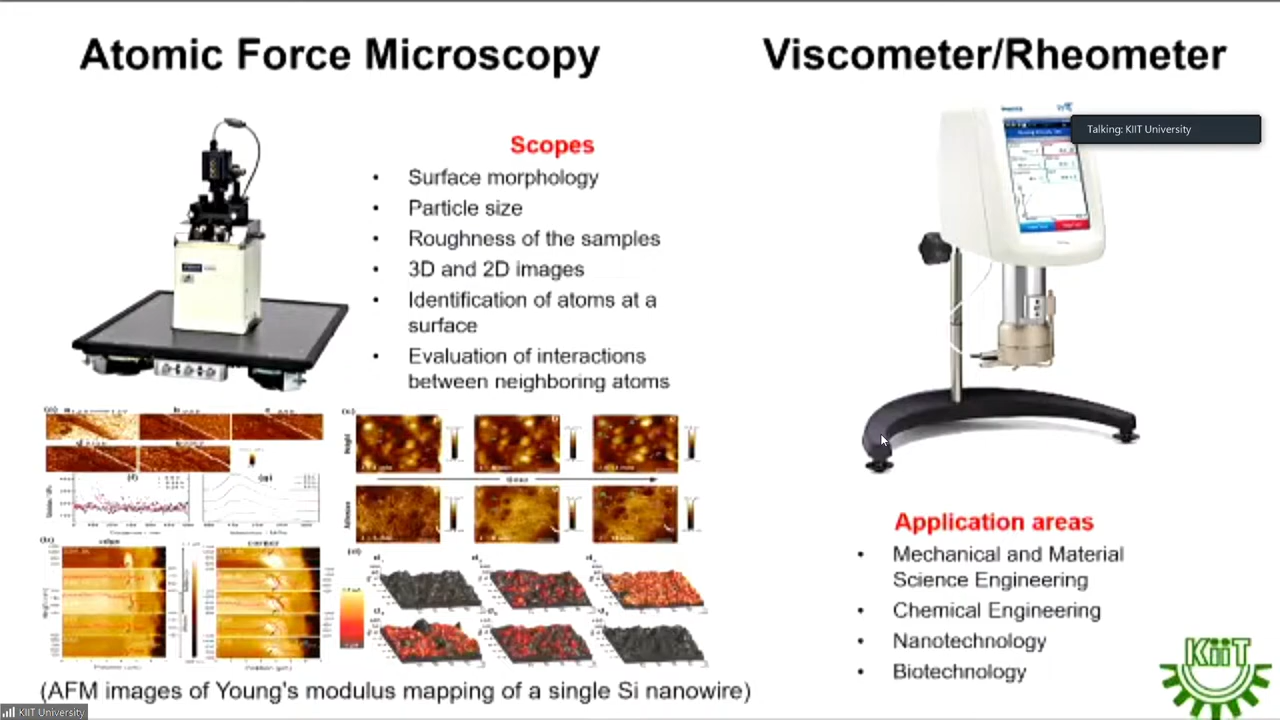 Atomic Force Microscopy
Scopes
• Surface morphology
• Particle size
• Roughness of the samples
• 3D and 2D images
• Identification of atoms at a
surface
• Evaluation of interactions
between neighboring atoms
(AFM images of Young's modulus mapping of a single Si nanowire)
Viscometer/Rheometer
Talking: KIIT University
Application areas
• Mechanical and Material
Science Engineering
• Chemical Engineering
• Nanotechnology
• Biotechnology
KiiT
KIIT University